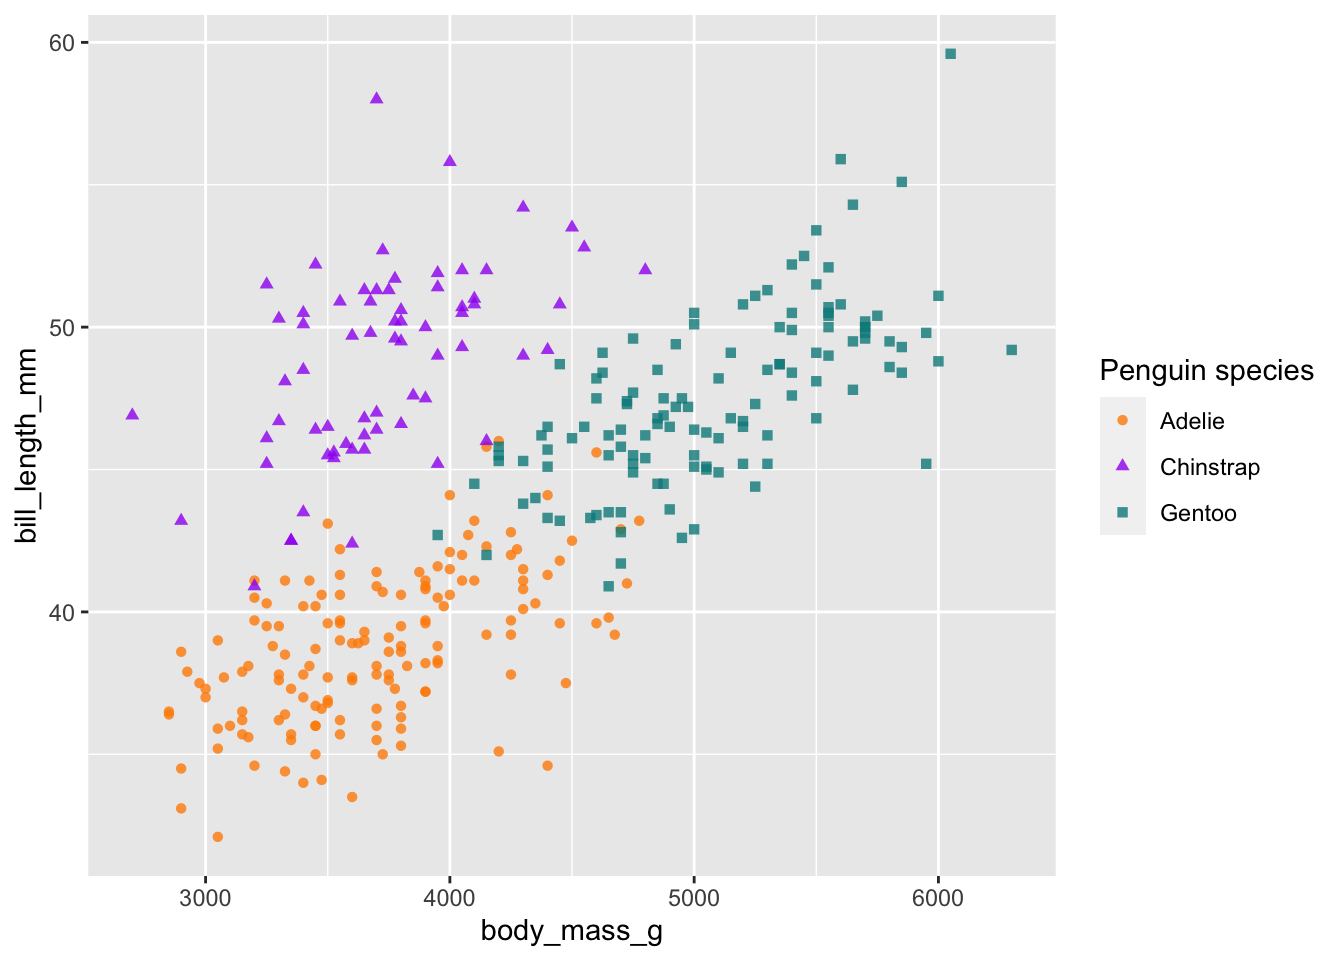 60
50
40
bill_length_mm
3000 4000 5000 6000
body_mass_g
Penguin species
Adelie
Chinstrap
Gentoo